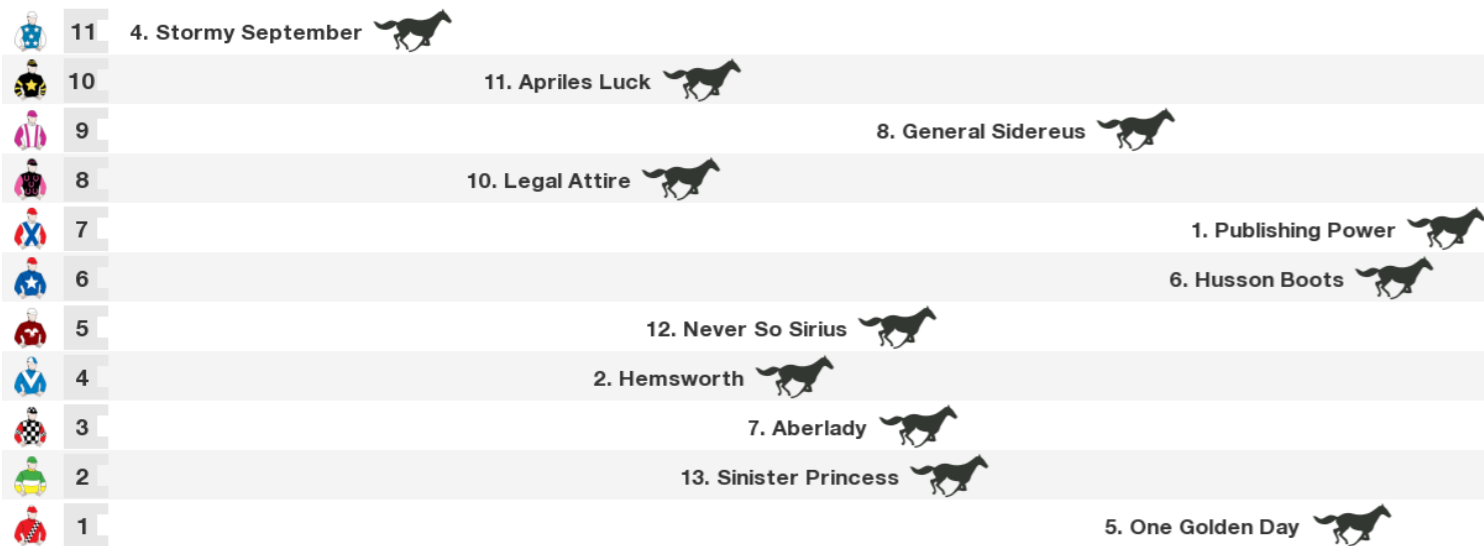 11 4. Stormy September
10 11. Apriles Luck
9 8. General Sidereus
8 10. Legal Attire
7 1. Publishing Power
6 6. Husson Boots
5 12. Never So Sirius
4 2. Hemsworth
3 7. Aberlady
2 13. Sinister Princess
1 5. One Golden Day